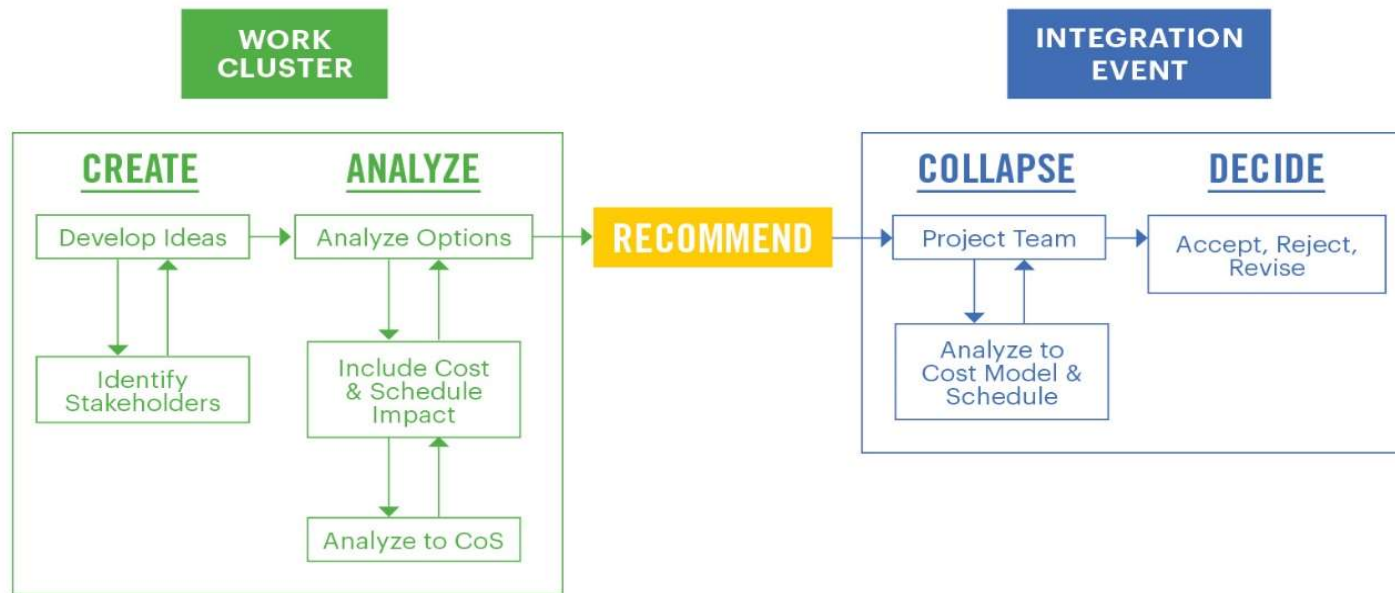 WORK
CLUSTER
INTEGRATION
EVENT
CREATE
ANALYZE
Develop Ideas
Analyze Options
Identify
Stakeholders
Include Cost
& Schedule
Impact
Analyze to CoS
RECOMMEND
COLLAPSE
DECIDE
Project Team
Accept, Reject,
Revise
Analyze to
Cost Model &
Schedule